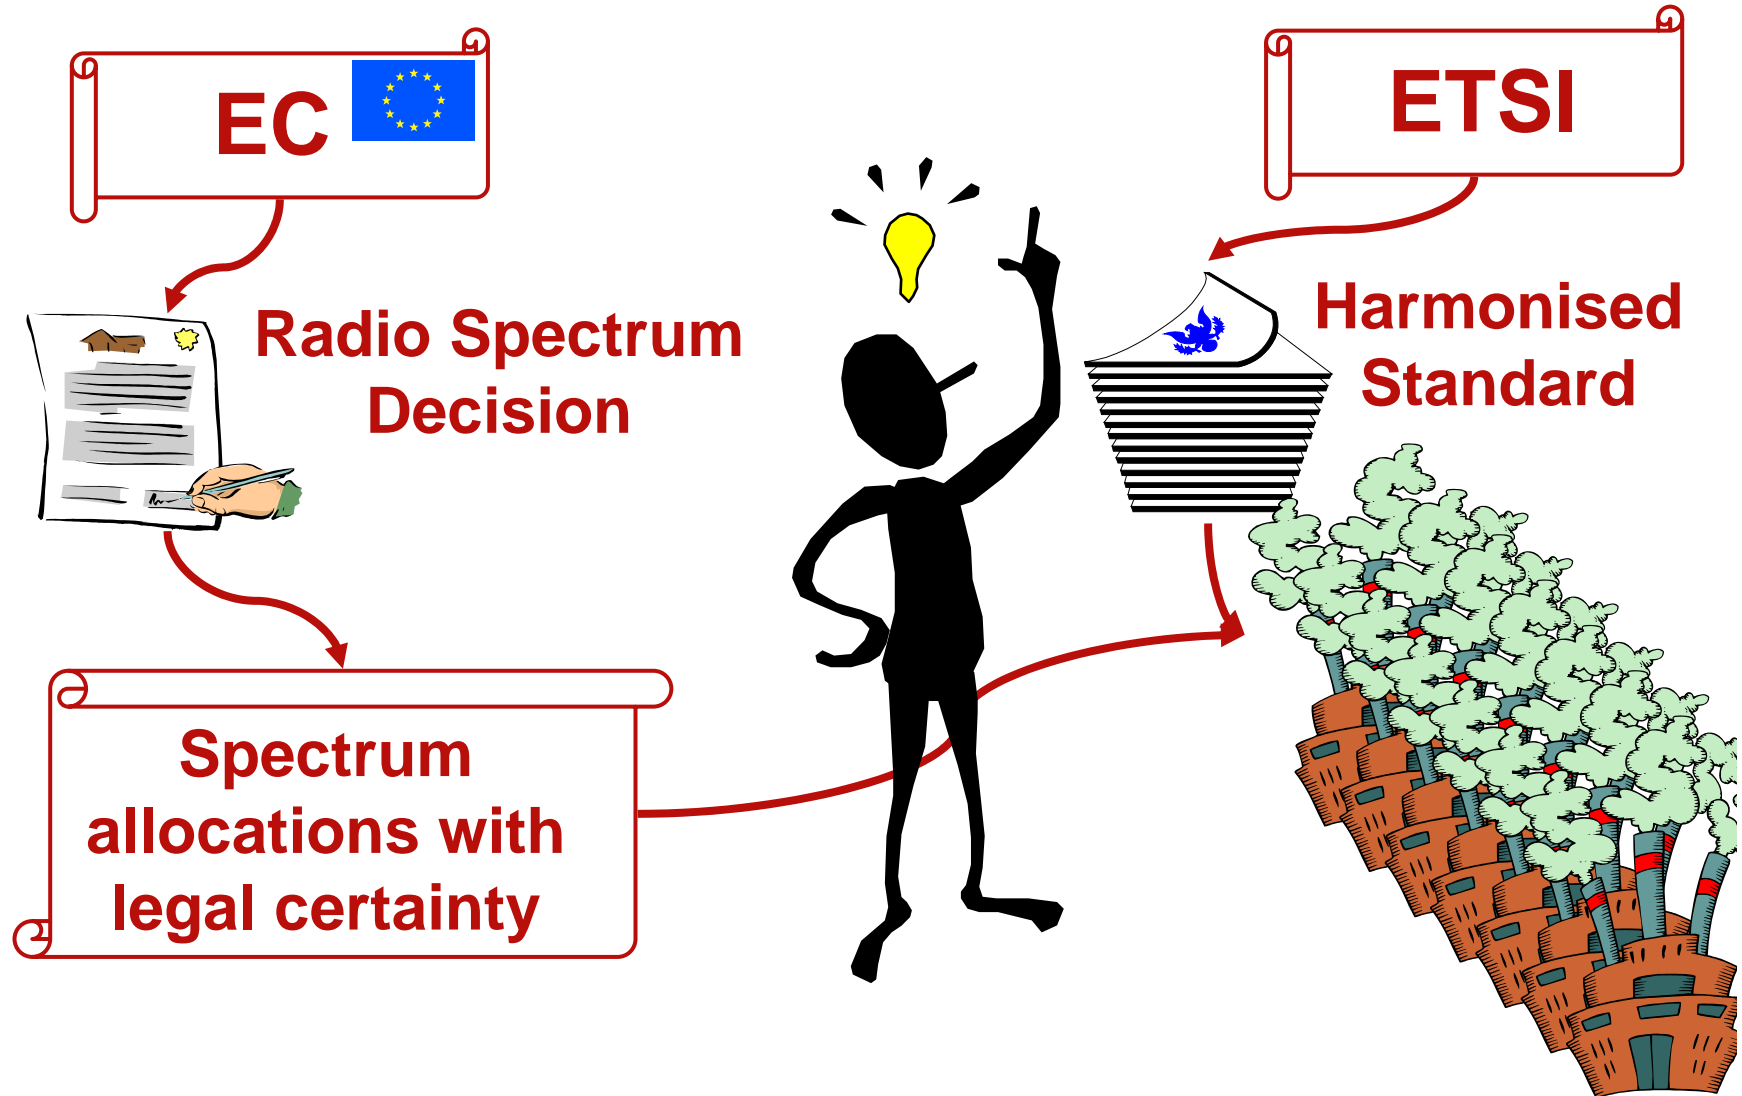 EC
ETSI
Radio Spectrum
Decision
Harmonised
Standard
Spectrum
allocations with
legal certainty